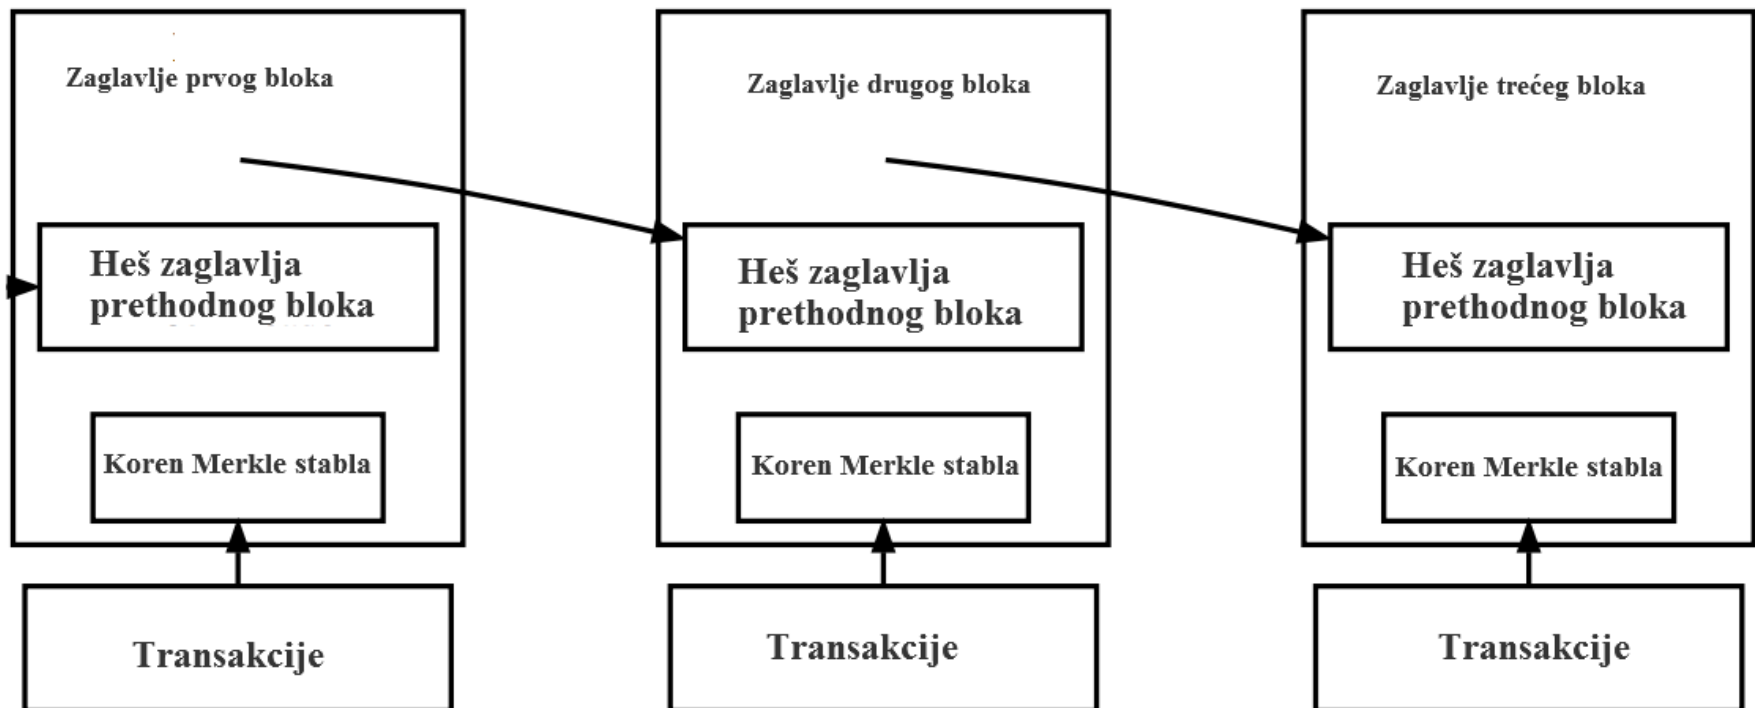 Zaglavlje prvog bloka
Heš zaglavlja
prethodnog bloka
Koren Merkle stabla
Transakcije
Zaglavlje drugog bloka
Heš zaglavlja
prethodnog bloka
Koren Merkle stabla
Transakcije
Zaglavlje trećeg bloka
Heš zaglavlja
prethodnog bloka
Koren Merkle stabla
Transakcije